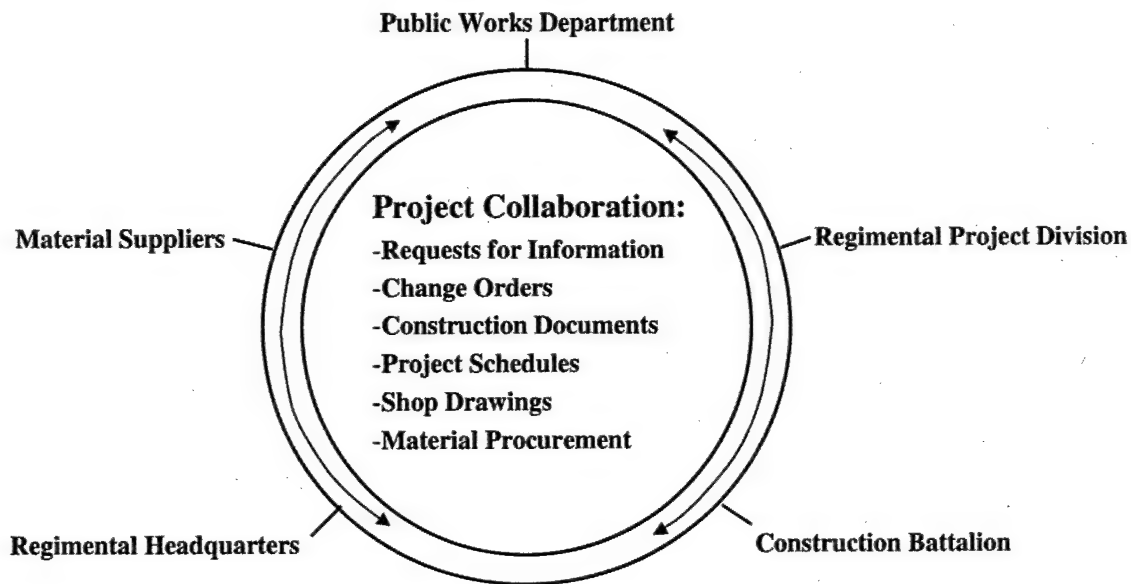 Public Works Department
Project Collaboration:
-Requests for Information
Material Suppliers
Regimental Project Division
-Change Orders
-Construction Documents
-Project Schedules
-Shop Drawings
-Material Procurement
Regimental Headquarters
Construction Battalion